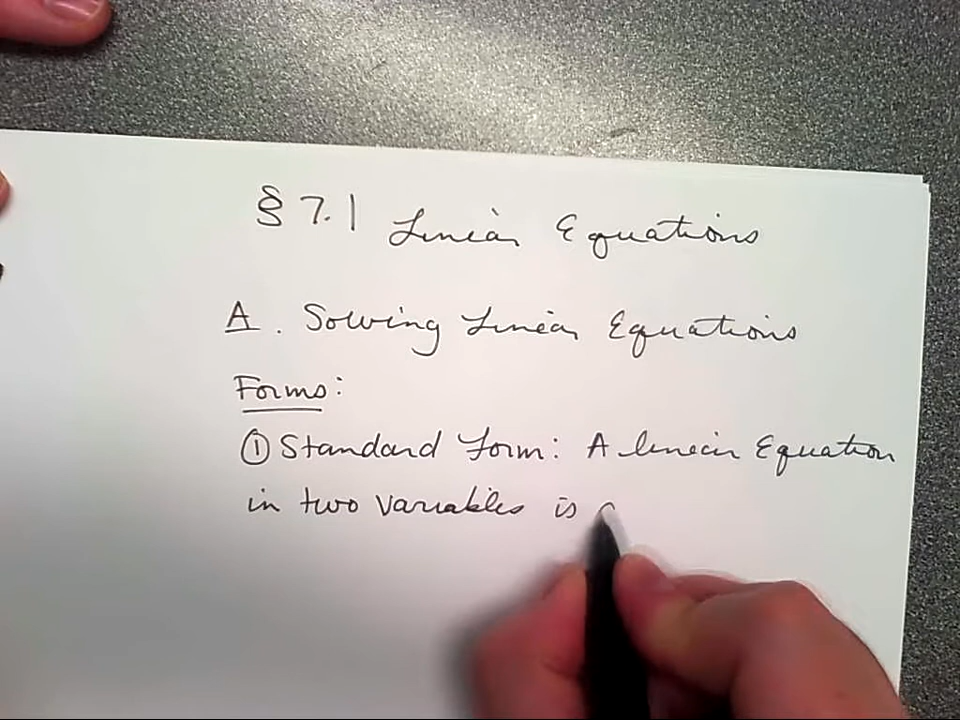 § 7.1 Linear Equations
A. Solving Linear Equations
Forms:
① Standard Form: A linear Equation
in two variables is